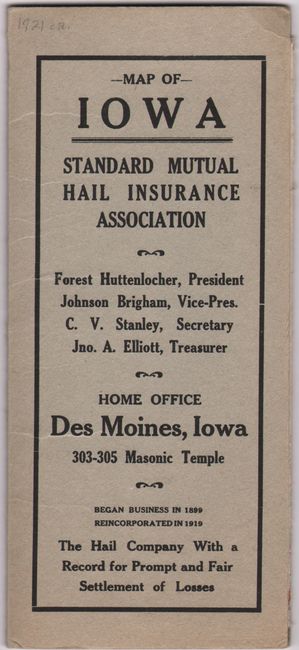 1921 ca.
—MAP OF—
IOWA
STANDARD MUTUAL
HAIL INSURANCE
ASSOCIATION
Forest Huttenlocher, President
Johnson Brigham, Vice-Pres.
C. V. Stanley, Secretary
Jno. A. Elliott, Treasurer
HOME OFFICE
Des Moines, Iowa
303-305 Masonic Temple
BEGAN BUSINESS IN 1899
REINCORPORATED IN 1919
The Hail Company With a
Record for Prompt and Fair
Settlement of Losses